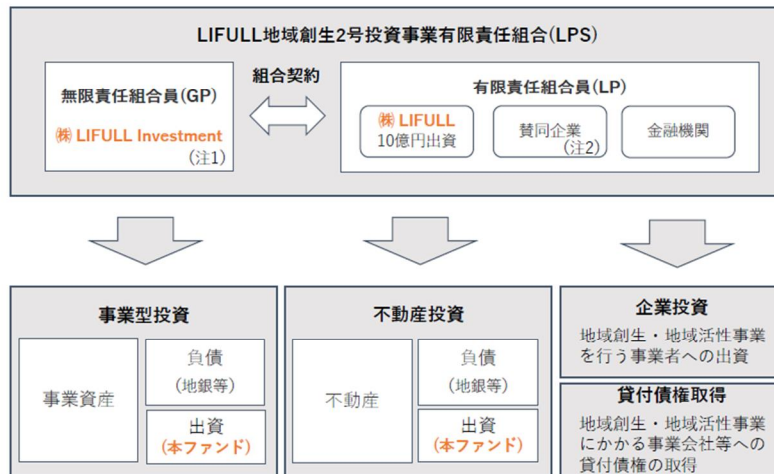 LIFULL地域創生2号投資事業有限責任組合(LPS)
無限責任組合員(GP)
㈱ LIFULL Investment
(注1)
組合契約
有限責任組合員(LP)
㈱ LIFULL
10億円出資
賛同企業
(注2)
金融機関
事業型投資
事業資産
負債
(地銀等)
出資
(本ファンド)
不動産投資
不動産
負債
(地銀等)
出資
(本ファンド)
企業投資
地域創生・地域活性事業
を行う事業者への出資
貸付債権取得
地域創生・地域活性事業
にかかる事業会社等への
貸付債権の取得